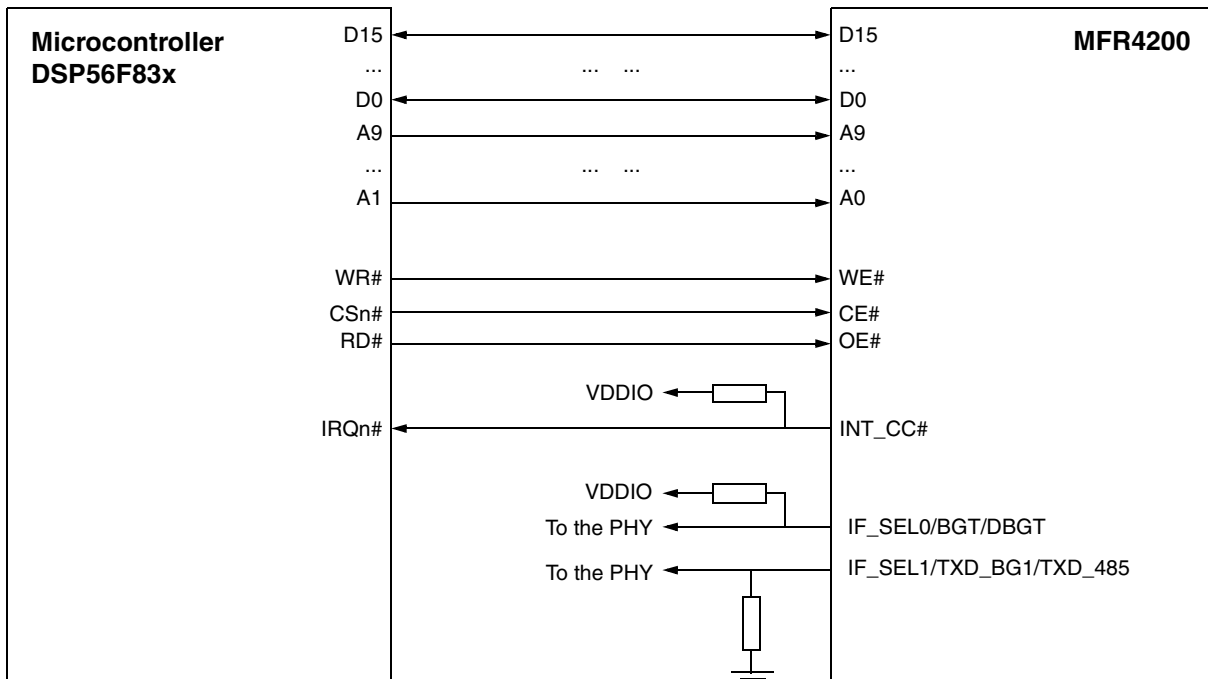 Microcontroller
DSP56F83x
MFR4200
D15 D15
... ... ... ...
D0 D0
A9 A9
... ... ... ...
A1 A0
WR# WE#
CSn# CE#
RD# OE#
VDDIO
IRQn# INT_CC#
VDDIO
To the PHY IF_SEL0/BGT/DBGT
To the PHY IF_SEL1/TXD_BG1/TXD_485